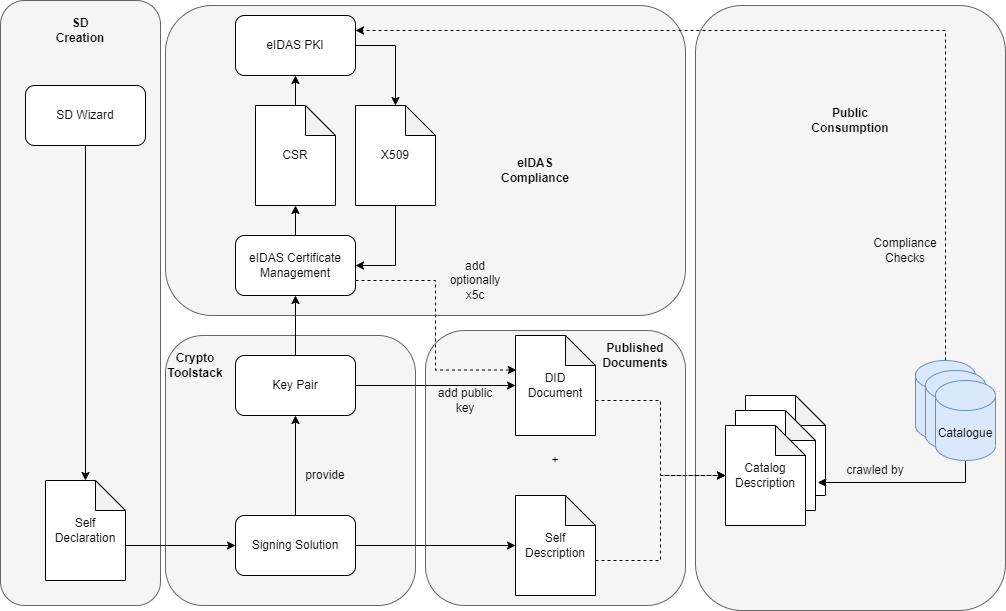 SD
Creation
SD Wizard
Self
Declaration
eIDAS PKI
CSR
X509
eIDAS
Compliance
eIDAS Certificate
Management
add
optionally
x5c
Crypto
Toolstack
Key Pair
provide
Signing Solution
Published
Documents
add public
key
DID
Document
+
Self
Description
Public
Consumption
Compliance
Checks
Catalogue
Catalog
Description
crawled by